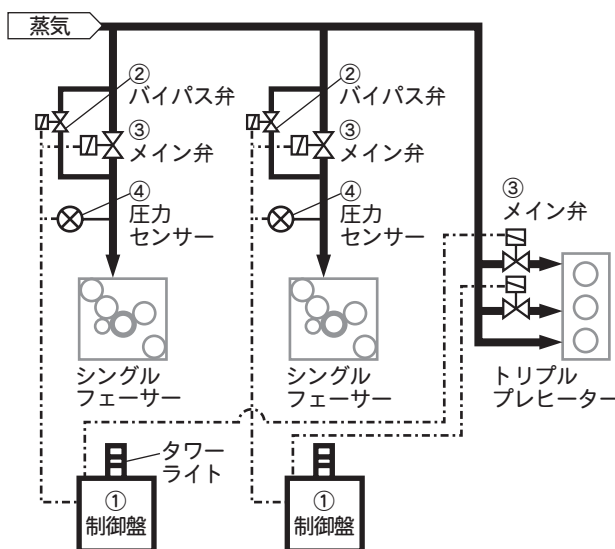 蒸気
②
バイパス弁
③
メイン弁
④
圧力
センサー
シングル
フェーサー
②
バイパス弁
③
メイン弁
④
圧力
センサー
シングル
フェーサー
③
メイン弁
トリプル
プレヒーター
タワー
ライト
①
制御盤
①
制御盤